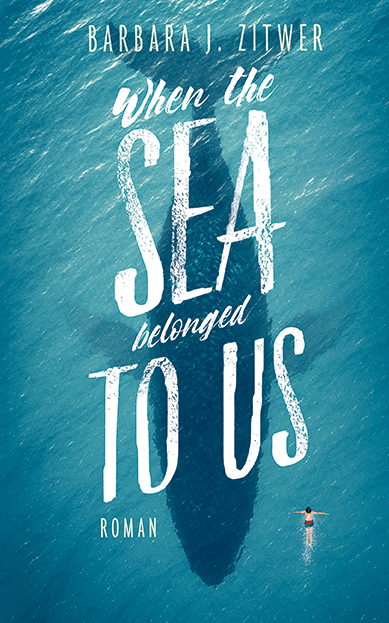 BARBARA J. ZITWER
When the
SEA
belonged
TO US
ROMAN